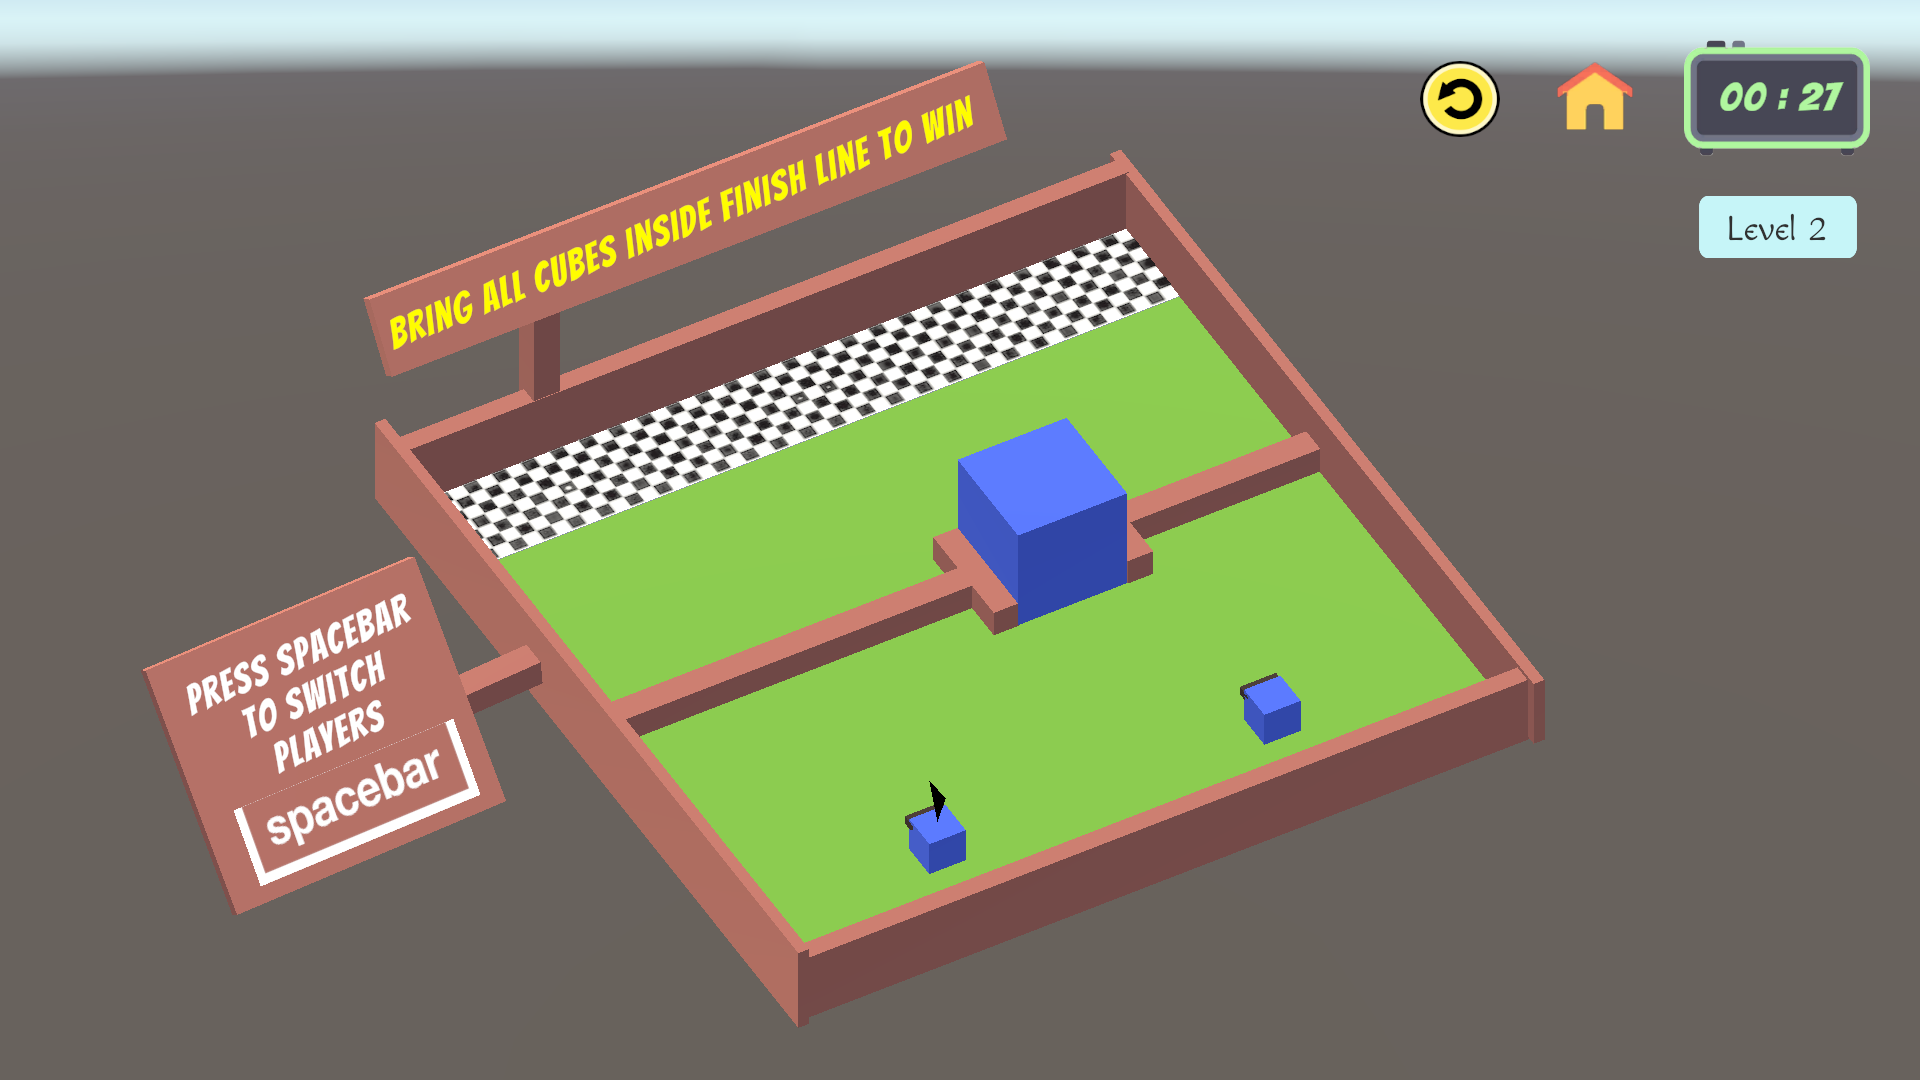 BRING ALL CUBES INSIDE FINISH LINE TO WIN
00 : 27
Level 2
PRESS SPACEBAR
TO SWITCH
PLAYERS
spacebar